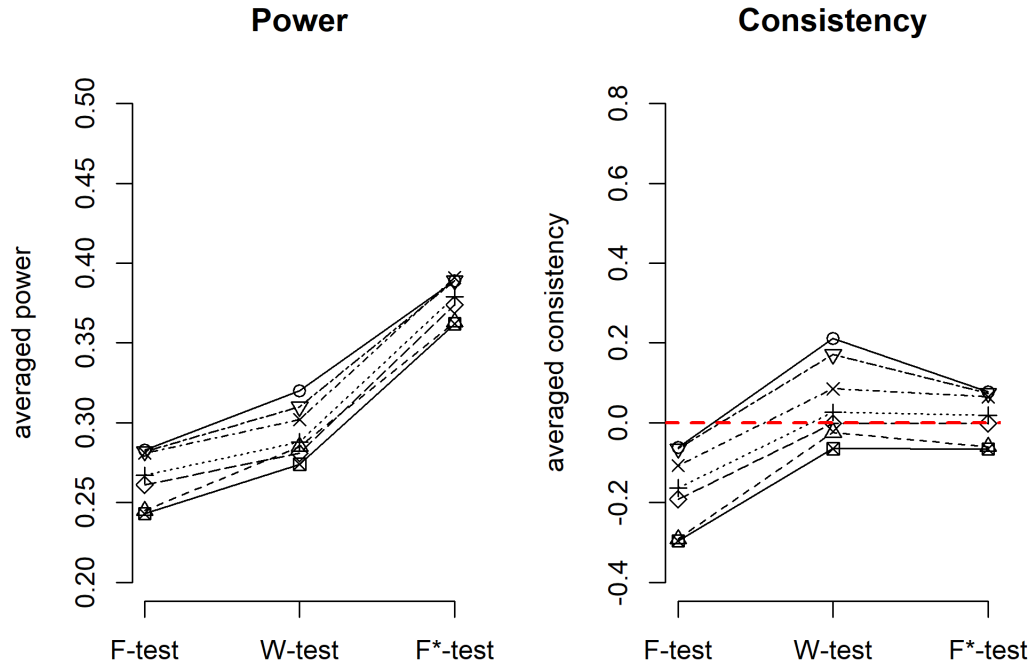 Power
averaged power
0.50
0.45
0.40
0.35
0.30
0.25
0.20
F-test W-test F*-test
Consistency
averaged consistency
0.8
0.6
0.4
0.2
0.0
-0.2
-0.4
F-test W-test F*-test